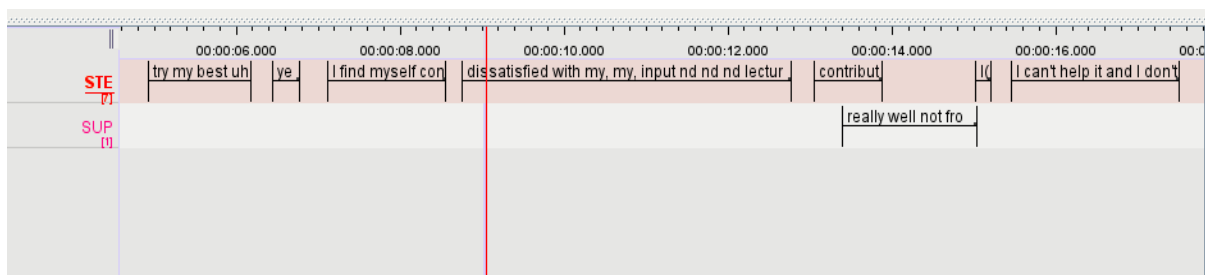 00:00:06.000 00:00:08.000 00:00:10.000 00:00:12.000 00:00:14.000 00:00:16.000 00:0
STE try my best uh ye I find myself con dissatisfied with my, my, input nd nd nd lectur contribut I( I can't help it and I don't
[7]
SUP really well not fro
[1]